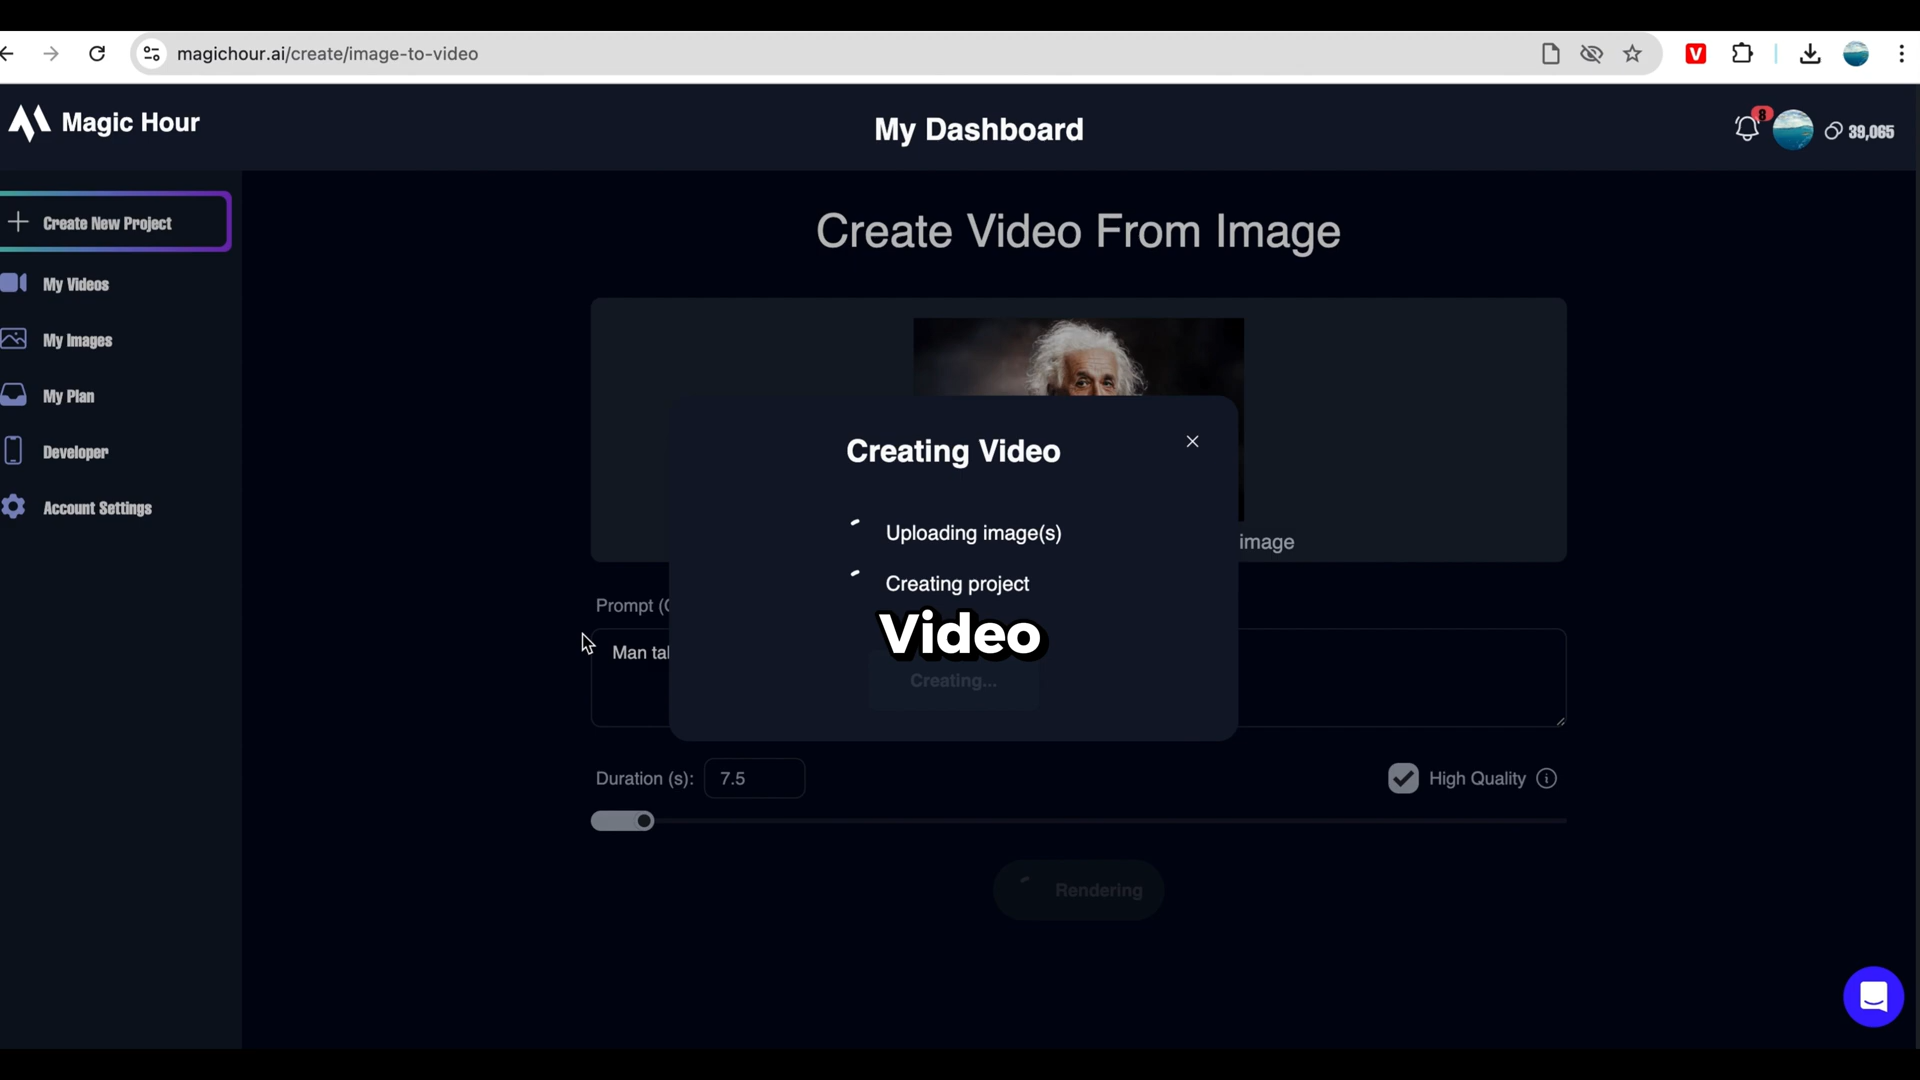 magichour.ai/create/image-to-video
V
Magic Hour
My Dashboard
8
39,065
Create New Project
My Videos
My Images
My Plan
Developer
Account Settings
Create Video From Image
image
Creating Video
Uploading image(s)
Creating project
Video
Creating...
Prompt (
Man
Duration (s):
7.5
High Quality
Rendering